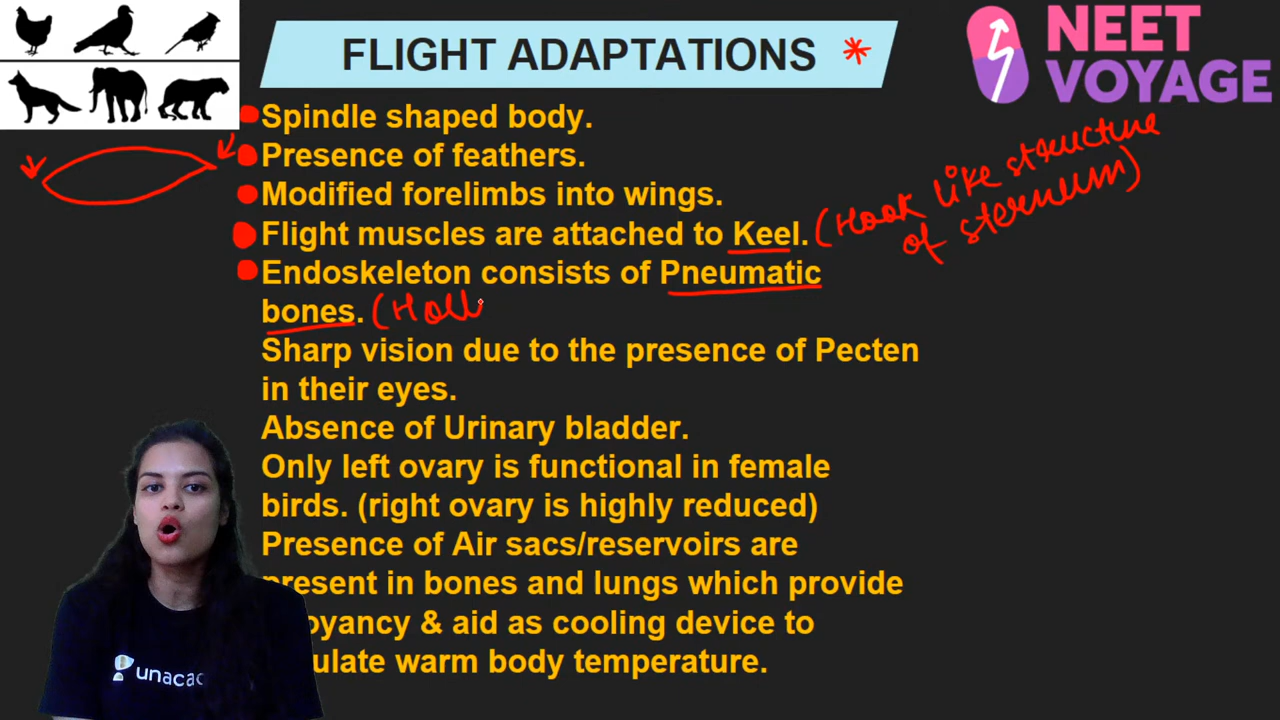 FLIGHT ADAPTATIONS *
NEET
VOYAGE
Spindle shaped body.
Presence of feathers.
Modified forelimbs into wings.
Flight muscles are attached to Keel. (Hook like structure
of sternum)
Endoskeleton consists of Pneumatic
bones. (Holl
Sharp vision due to the presence of Pecten
in their eyes.
Absence of Urinary bladder.
Only left ovary is functional in female
birds. (right ovary is highly reduced)
Presence of Air sacs/reservoirs are
present in bones and lungs which provide
oyancy & aid as cooling device to
ulate warm body temperature.
unaca